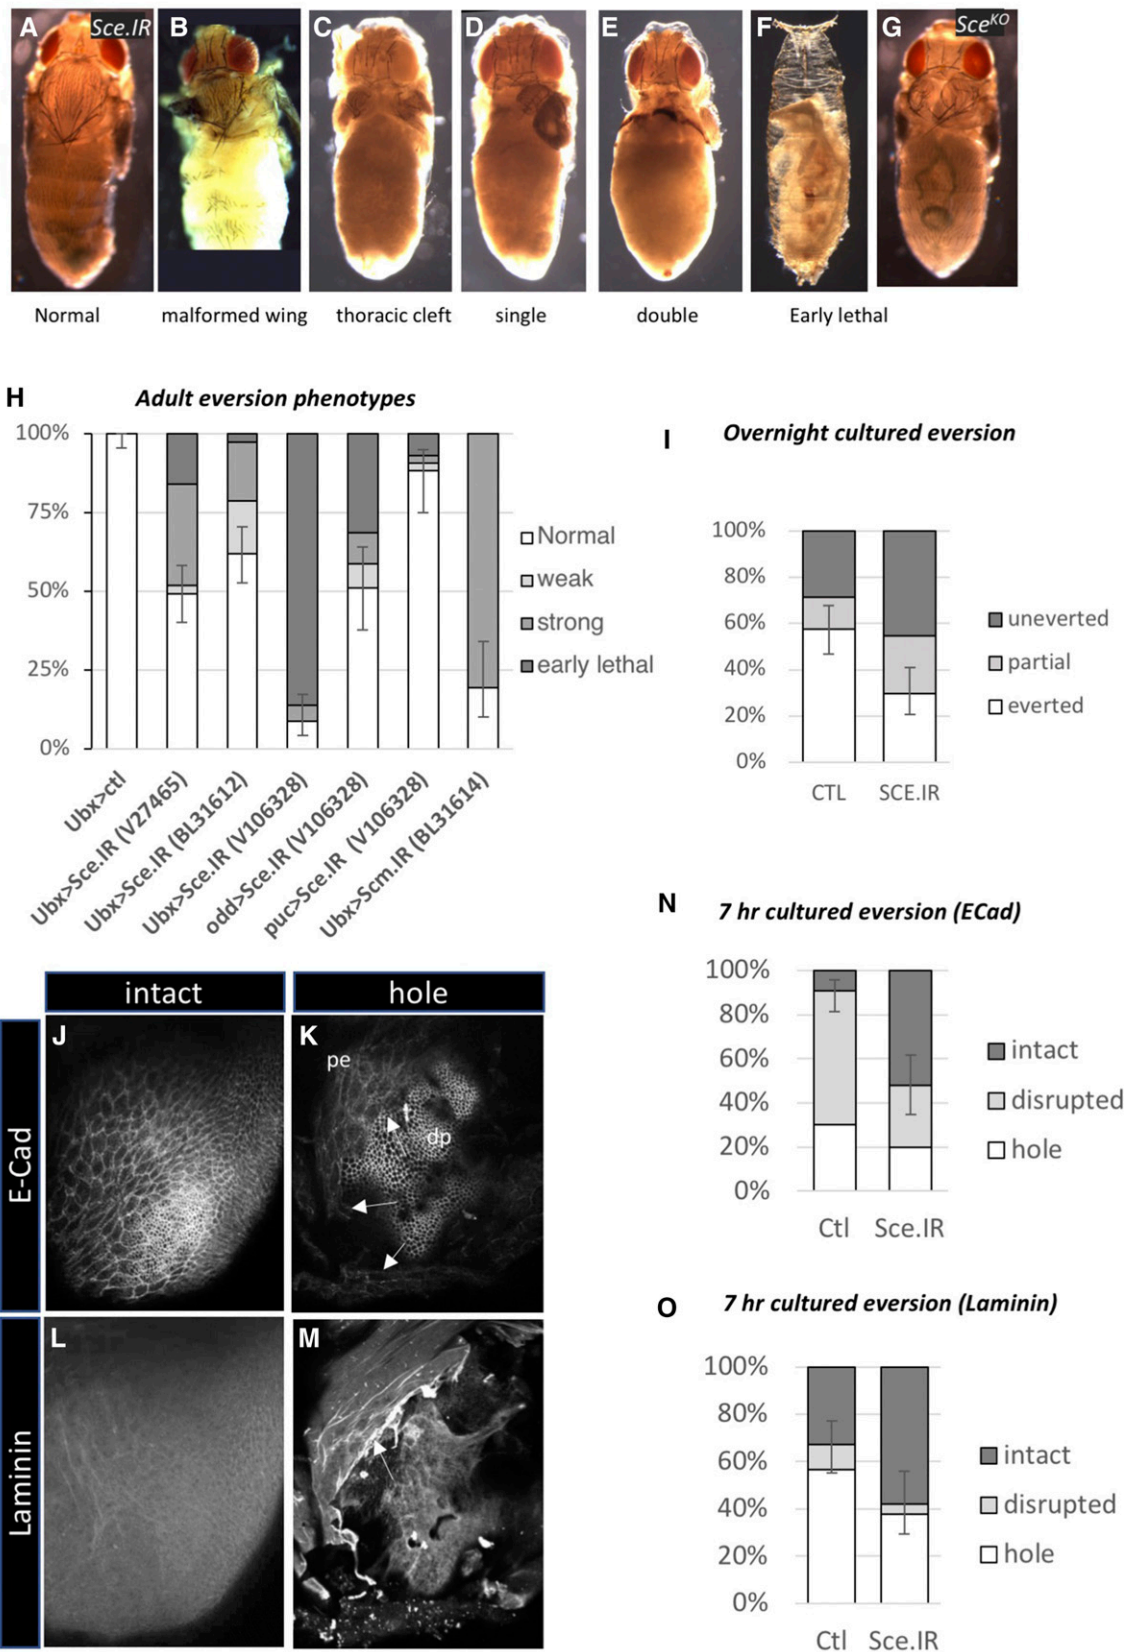 A Sce.IR B C D E F G Sceᴷᴼ
Normal malformed wing thoracic cleft single double Early lethal
H Adult eversion phenotypes
100%
75%
50%
25%
0%
Normal
weak
strong
early lethal
Ubx>ctl
Ubx>Sce.IR (V27465)
Ubx>Sce.IR (BL31612)
Ubx>Sce.IR (V106328)
odd>Sce.IR (V106328)
puc>Sce.IR (V106328)
Ubx>Scm.IR (BL31614)
I Overnight cultured eversion
100%
80%
60%
40%
20%
0%
uneverted
partial
everted
CTL SCE.IR
intact hole
E-Cad
J K
pe
t
dp
Laminin
L M
N 7 hr cultured eversion (ECad)
100%
80%
60%
40%
20%
0%
intact
disrupted
hole
Ctl Sce.IR
O 7 hr cultured eversion (Laminin)
100%
80%
60%
40%
20%
0%
intact
disrupted
hole
Ctl Sce.IR